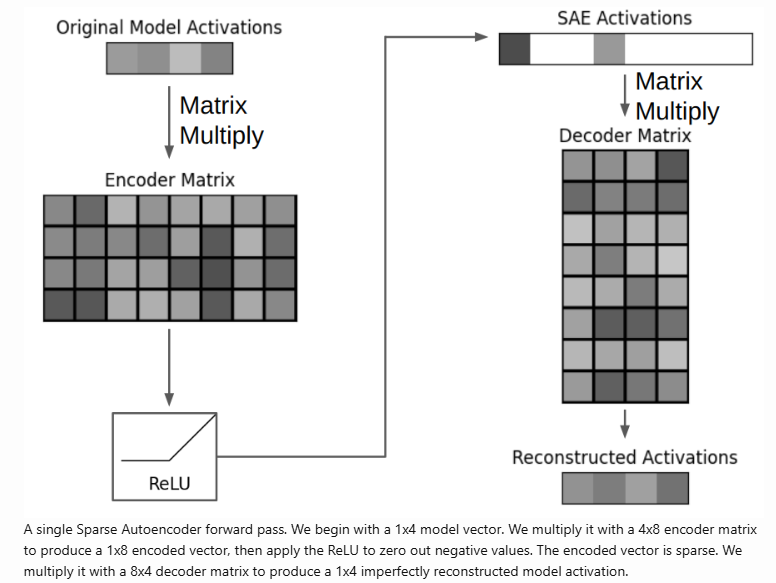 Original Model Activations
Matrix
Multiply
Encoder Matrix
ReLU
SAE Activations
Matrix
Multiply
Decoder Matrix
Reconstructed Activations
A single Sparse Autoencoder forward pass. We begin with a 1x4 model vector. We multiply it with a 4x8 encoder matrix
to produce a 1x8 encoded vector, then apply the ReLU to zero out negative values. The encoded vector is sparse. We
multiply it with a 8x4 decoder matrix to produce a 1x4 imperfectly reconstructed model activation.